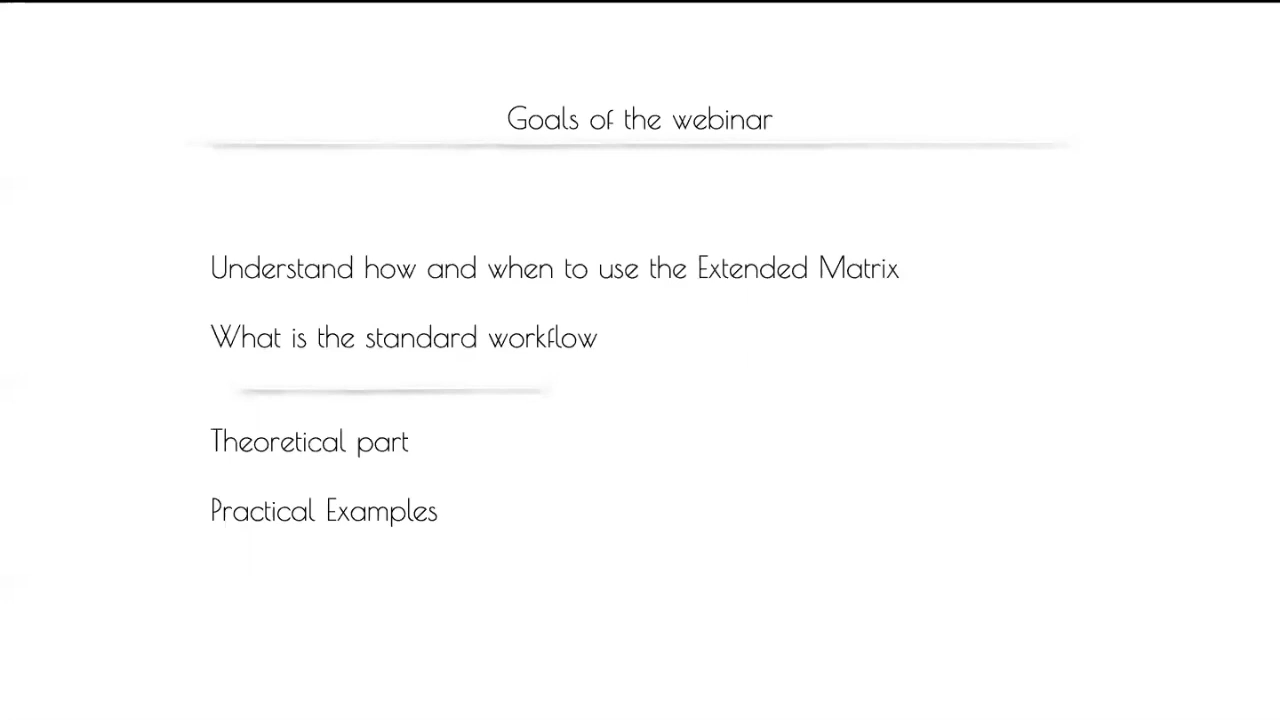 Goals of the webinar
Understand how and when to use the Extended Matrix
What is the standard workflow
Theoretical part
Practical Examples